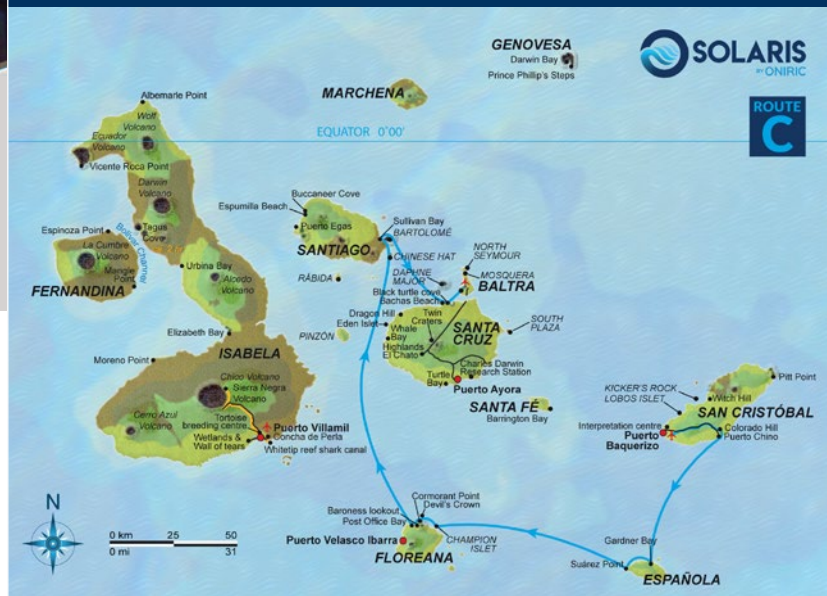 GENOVESA
Darwin Bay
Prince Phillip's Steps
SOLARIS
BY ONIRIC
ROUTE
C
MARCHENA
EQUATOR 0°00'
Albemarle Point
Wolf
Volcano
Ecuador
Volcano
Vicente Roca Point
Darwin
Volcano
Tagus
Cove
Bolivar channel
Espinoza Point
La Cumbre
Volcano
Mangle
Point
FERNANDINA
Urbina Bay
Alcedo
Volcano
Elizabeth Bay
ISABELA
Moreno Point
Chico Volcano
Sierra Negra
Volcano
Cerro Azul
Volcano
Tortoise
breeding centre
Puerto Villamil
Wetlands &
Wall of tears
Concha de Perla
Whitetip reef shark canal
Buccaneer Cove
Espumilla Beach
Puerto Egas
SANTIAGO
Sullivan Bay
BARTOLOMÉ
CHINESE HAT
RÁBIDA
PINZÓN
DAPHNE
MAJOR
NORTH
SEYMOUR
MOSQUERA
BALTRA
Black turtle cove
Bachas Beach
Dragon Hill
Eden Islet
Whale
Bay
Twin
Craters
SANTA
CRUZ
Highlands
El Chato
Charles Darwin
Research Station
Turtle
Bay
Puerto Ayora
SOUTH
PLAZA
SANTA FÉ
Barrington Bay
Pitt Point
KICKER'S ROCK
LOBOS ISLET
Witch Hill
SAN CRISTÓBAL
Interpretation centre
Puerto
Baquerizo
Colorado Hill
Puerto Chino
Cormorant Point
Devil's Crown
Baroness lookout
Post Office Bay
Puerto Velasco Ibarra
CHAMPION
ISLET
FLOREANA
Gardner Bay
Suárez Point
ESPAÑOLA
N
0 km 25 50
0 mi 31